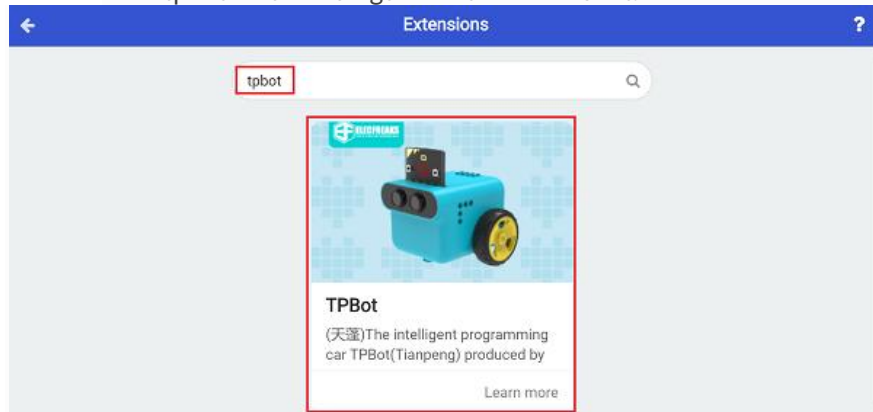 Extensions
?
tpbot
ELECFREAKS
TPBot
(天蓬)The intelligent programming
car TPBot(Tianpeng) produced by
Learn more